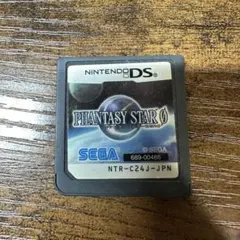 NINTENDO DS
PHANTASY STAR 0
© SEGA
SEGA
689-00466
NTR-C24J-JPN